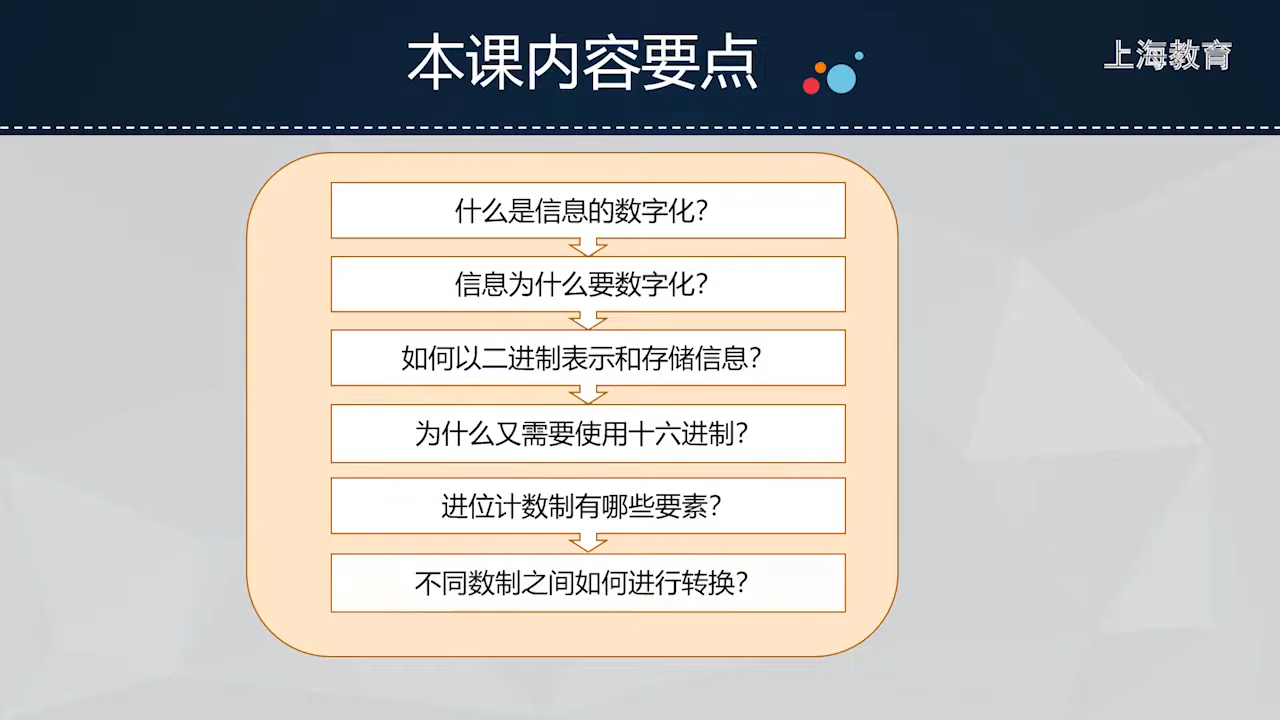 本课内容要点
上海教育
什么是信息的数字化?
信息为什么要数字化?
如何以二进制表示和存储信息?
为什么又需要使用十六进制?
进位计数制有哪些要素?
不同数制之间如何进行转换?